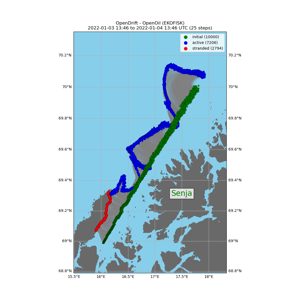 OpenDrift - OpenOil (EKOFISK)
2022-01-03 13:46 to 2022-01-04 13:46 UTC (25 steps)
initial (10000)
active (7206)
stranded (2794)
70.2°N 70.2°N
70°N 70°N
69.8°N 69.8°N
69.6°N 69.6°N
69.4°N 69.4°N
Senja
69.2°N 69.2°N
69°N 69°N
68.8°N 68.8°N
15.5°E 16°E 16.5°E 17°E 17.5°E 18°E